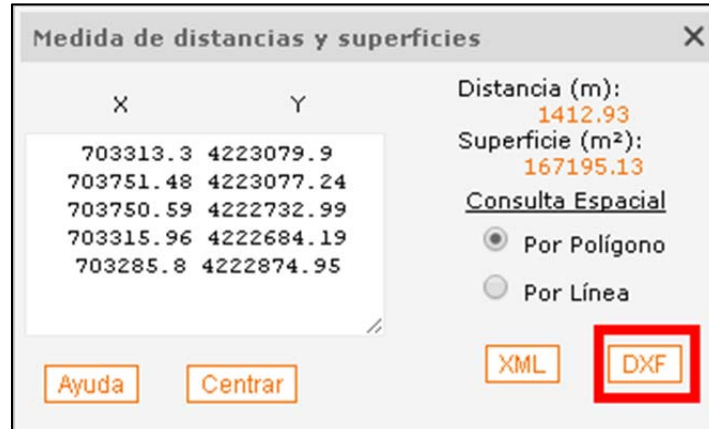 Medida de distancias y superficies
X Y
703313.3 4223079.9
703751.48 4223077.24
703750.59 4222732.99
703315.96 4222684.19
703285.8 4222874.95
Distancia (m):
1412.93
Superficie (m²):
167195.13
Consulta Espacial
Por Polígono
Por Línea
Ayuda Centrar
XML DXF